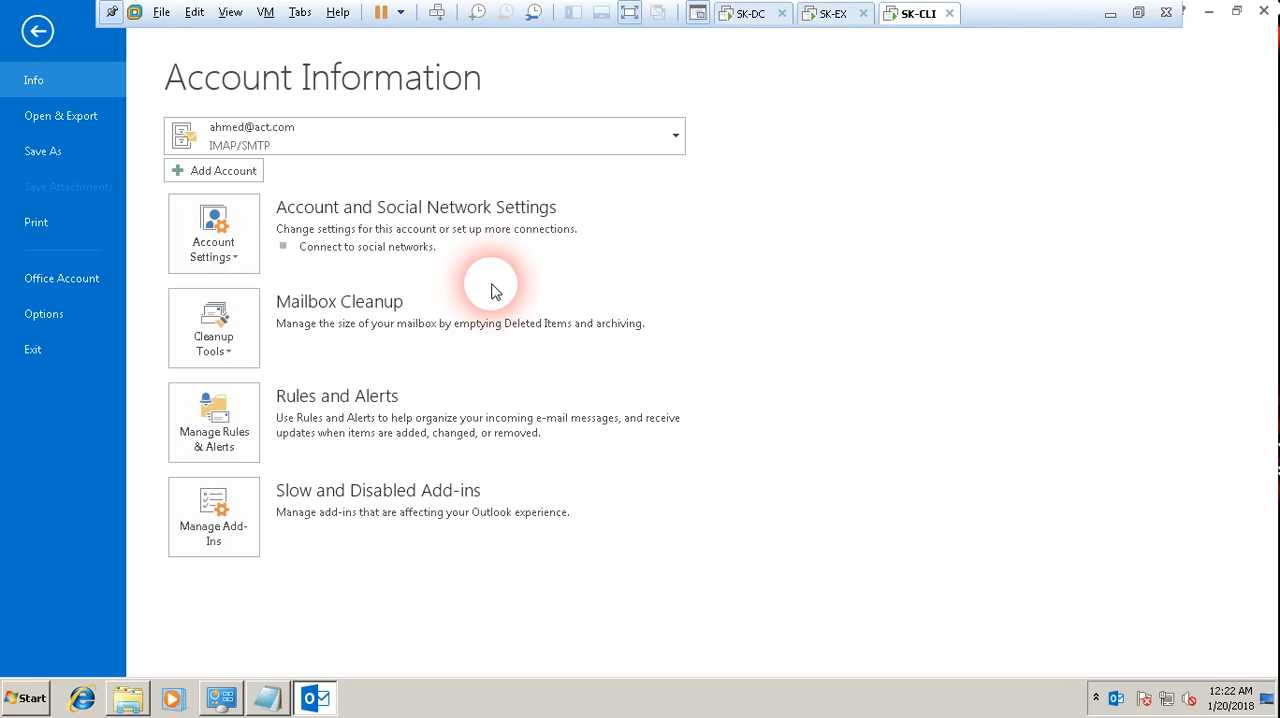 File Edit View VM Tabs Help SK-DC SK-EX SK-CLI
Info
Open & Export
Save As
Save Attachments
Print
Office Account
Options
Exit
Account Information
ahmed@act.com
IMAP/SMTP
Add Account
Account
Settings
Account and Social Network Settings
Change settings for this account or set up more connections.
Connect to social networks.
Cleanup
Tools
Mailbox Cleanup
Manage the size of your mailbox by emptying Deleted Items and archiving.
Manage Rules
& Alerts
Rules and Alerts
Use Rules and Alerts to help organize your incoming e-mail messages, and receive
updates when items are added, changed, or removed.
Manage Add-
Ins
Slow and Disabled Add-ins
Manage add-ins that are affecting your Outlook experience.
Start
12:22 AM
1/20/2018